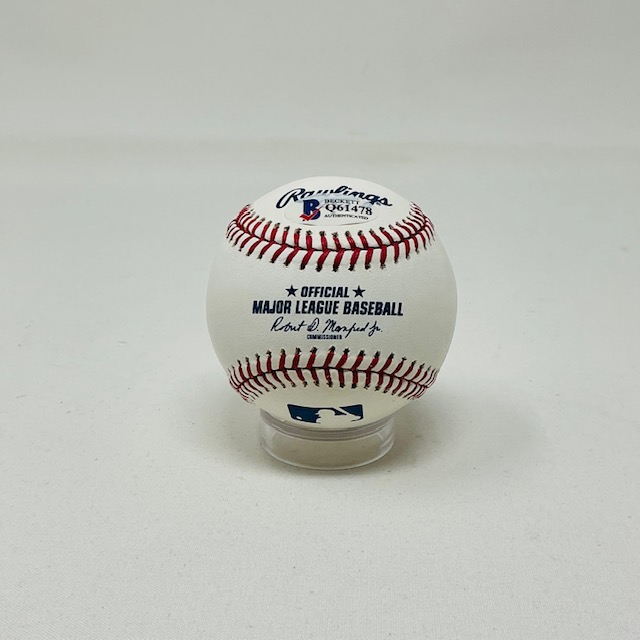 Rawlings
BECKETT
Q61478
AUTHENTICATED
★ OFFICIAL ★
MAJOR LEAGUE BASEBALL
Robert D. Manfred Jr.
COMMISSIONER